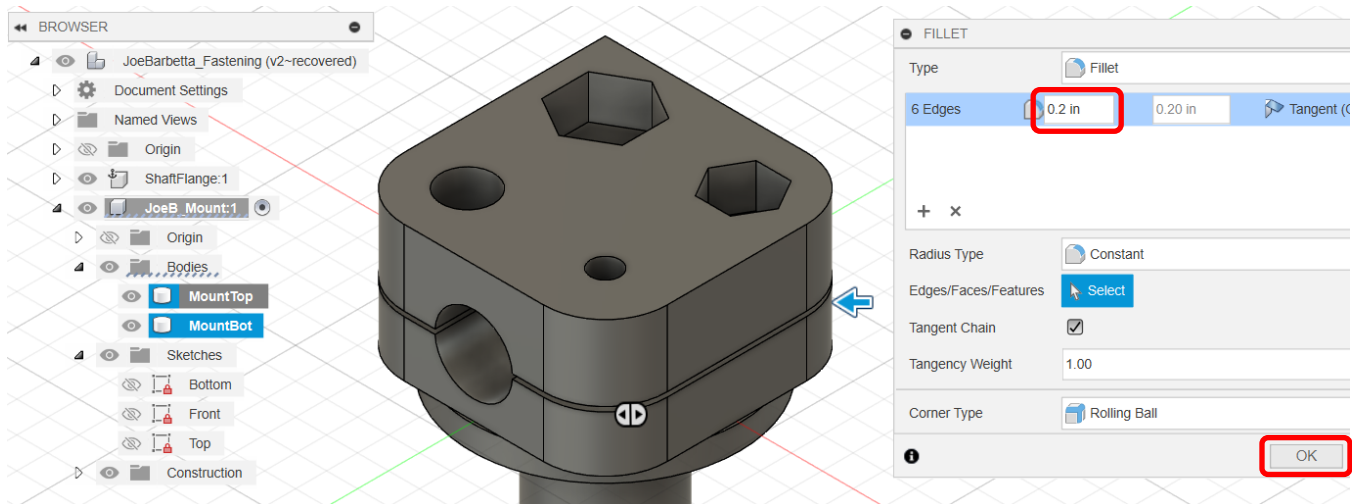 BROWSER
JoeBarbetta_Fastening (v2~recovered)
Document Settings
Named Views
Origin
ShaftFlange:1
JoeB_Mount:1
Origin
Bodies
MountTop
MountBot
Sketches
Bottom
Front
Top
Construction
FILLET
Type Fillet
6 Edges 0.2 in 0.20 in Tangent (G
Radius Type Constant
Edges/Faces/Features Select
Tangent Chain
Tangency Weight 1.00
Corner Type Rolling Ball
OK